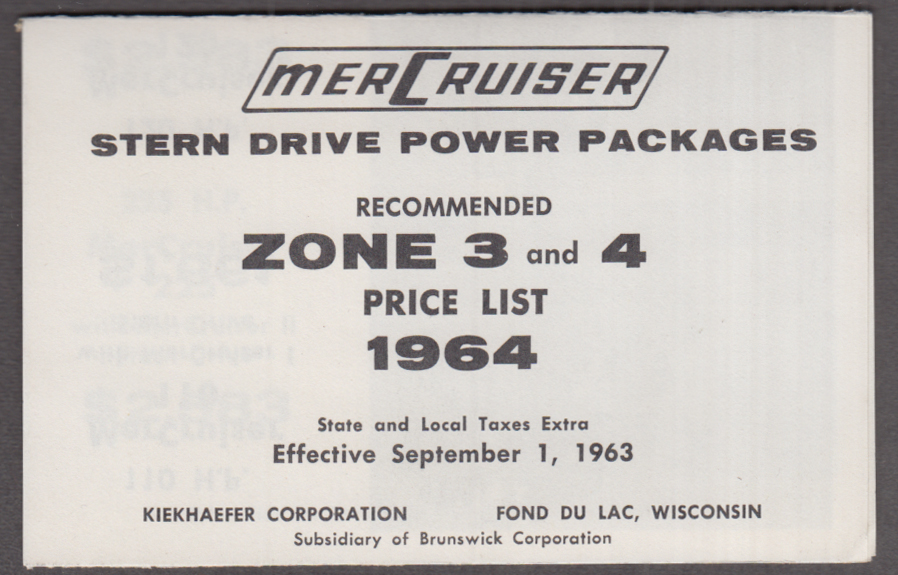 MERCRUISER
STERN DRIVE POWER PACKAGES
RECOMMENDED
ZONE 3 and 4
PRICE LIST
1964
State and Local Taxes Extra
Effective September 1, 1963
KIEKHAEFER CORPORATION FOND DU LAC, WISCONSIN
Subsidiary of Brunswick Corporation